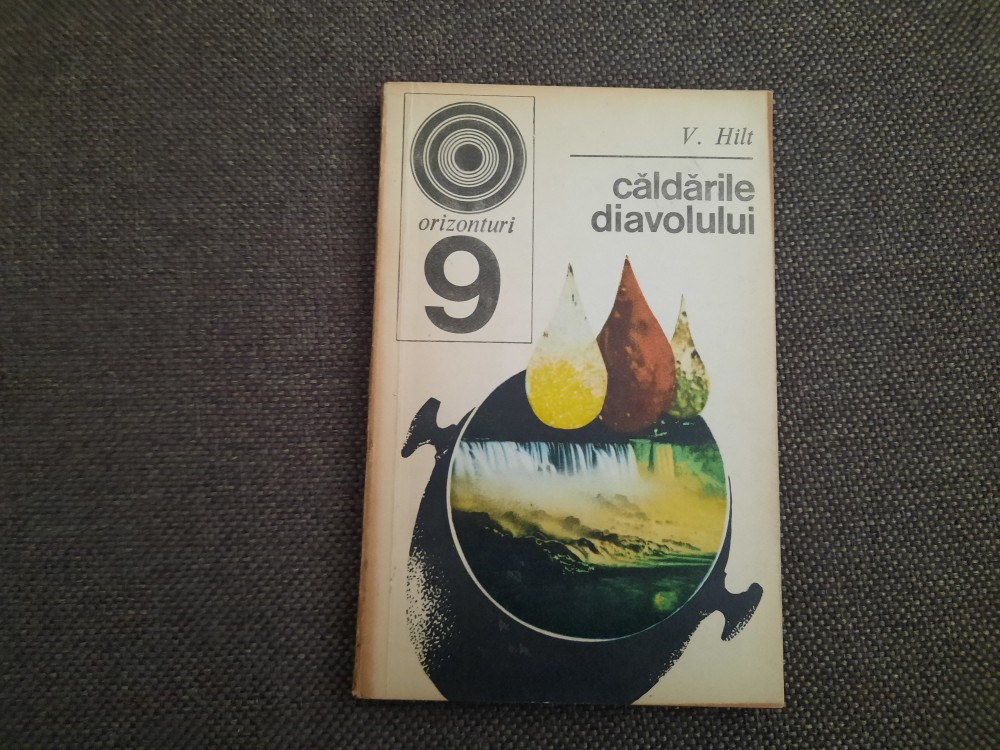 orizonturi
9
V. Hilt
căldările
diavolului